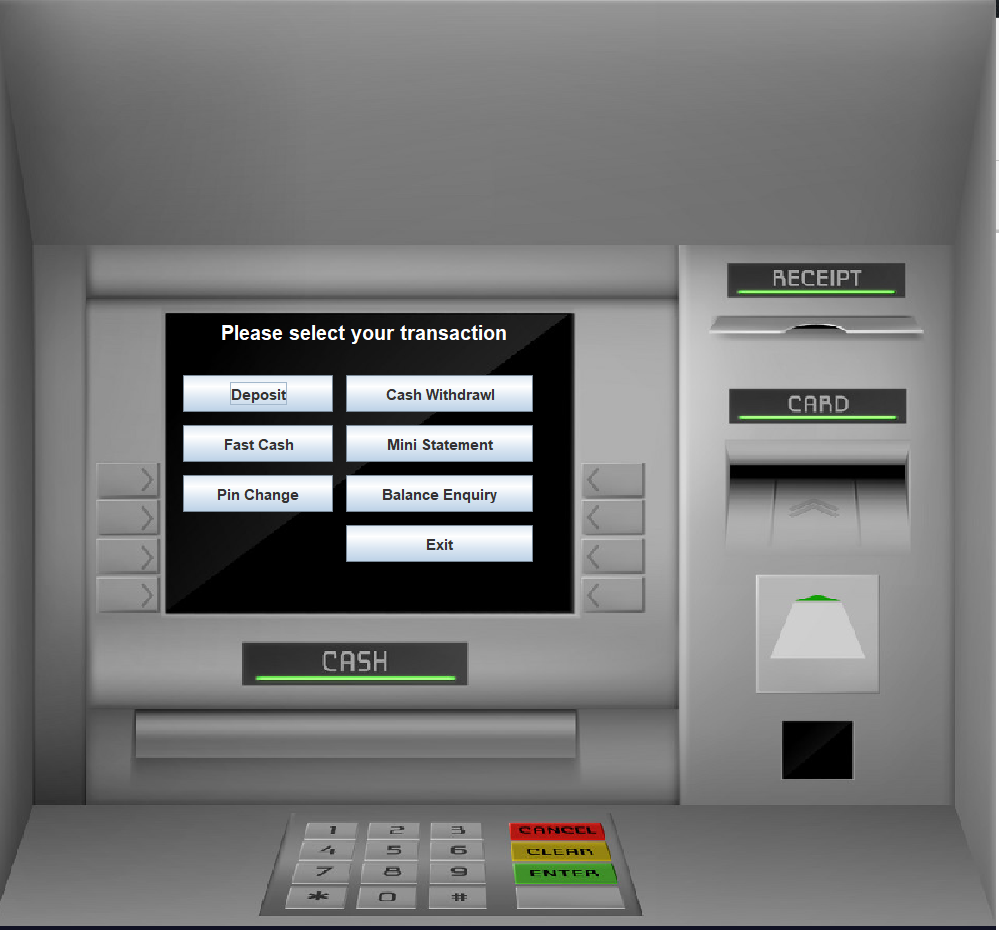 RECEIPT
Please select your transaction
Deposit
Cash Withdrawl
CARD
Fast Cash
Mini Statement
Pin Change
Balance Enquiry
Exit
CASH
1 2 3 CANCEL
4 5 6 CLEAR
7 8 9 ENTER
* 0 #